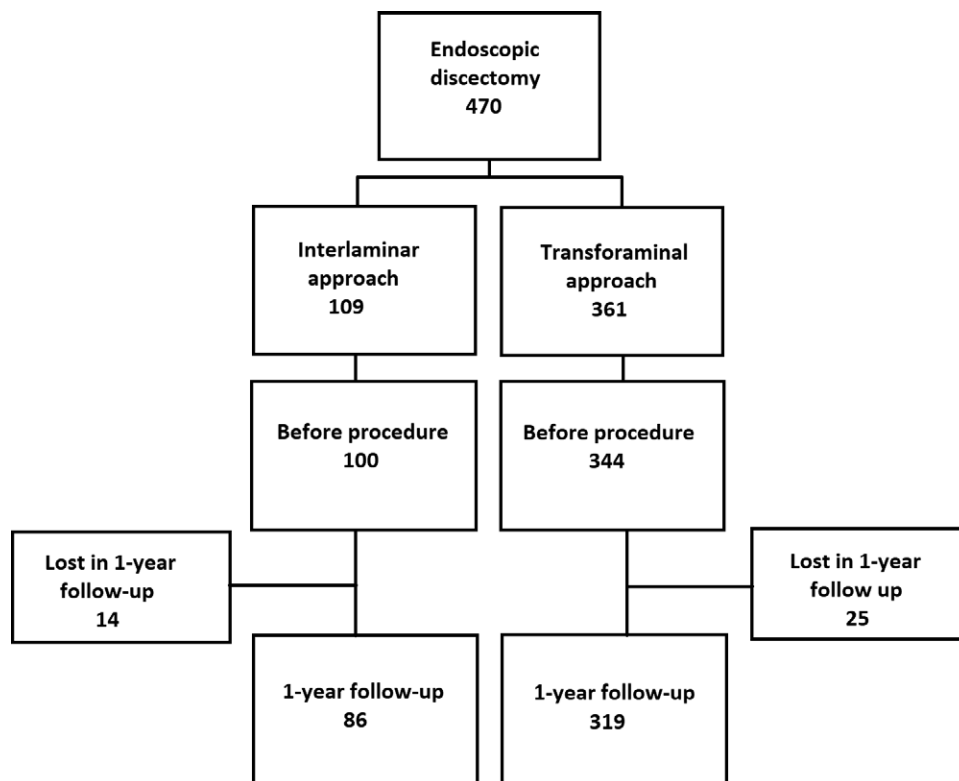 Endoscopic
discectomy
470
Interlaminar
approach
109
Transforaminal
approach
361
Before procedure
100
Before procedure
344
Lost in 1-year
follow-up
14
Lost in 1-year
follow up
25
1-year follow-up
86
1-year follow-up
319